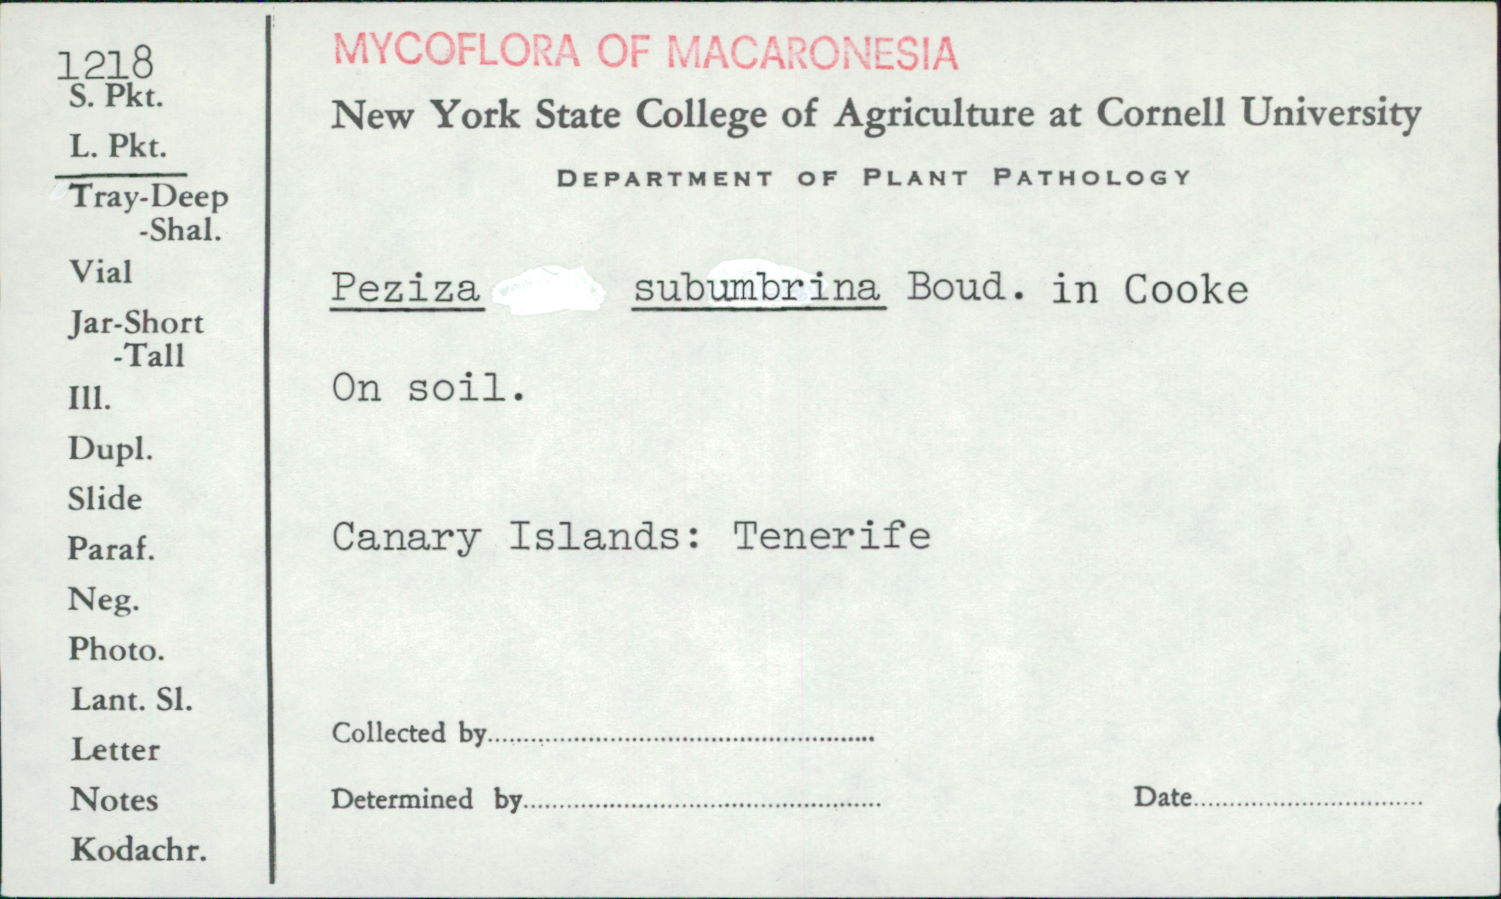 1218
S. Pkt.
L. Pkt.
Tray-Deep
-Shal.
Vial
Jar-Short
-Tall
Ill.
Dupl.
Slide
Paraf.
Neg.
Photo.
Lant. Sl.
Letter
Notes
Kodachr.
MYCOFLORA OF MACARONESIA
New York State College of Agriculture at Cornell University
DEPARTMENT OF PLANT PATHOLOGY
Peziza subumbrina Boud. in Cooke
On soil.
Canary Islands: Tenerife
Collected by
Determined by
Date